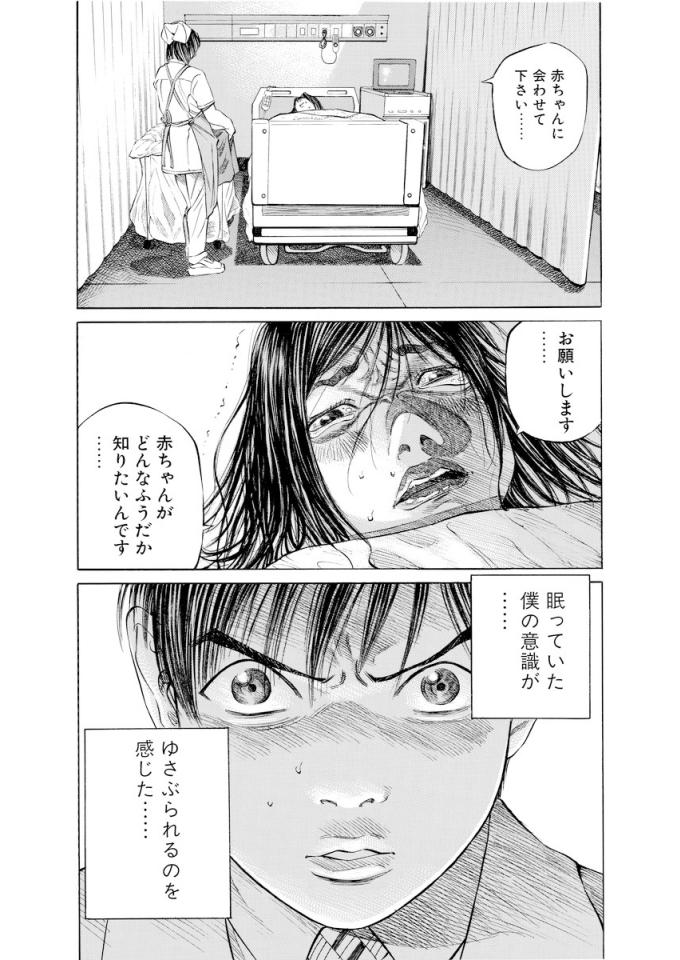 赤ちゃんに
会わせて
下さい……
お願いします
……
赤ちゃんが
どんなふうだか
知りたいんです
……
眠っていた
僕の意識が
……
ゆさぶられるのを
感じた……